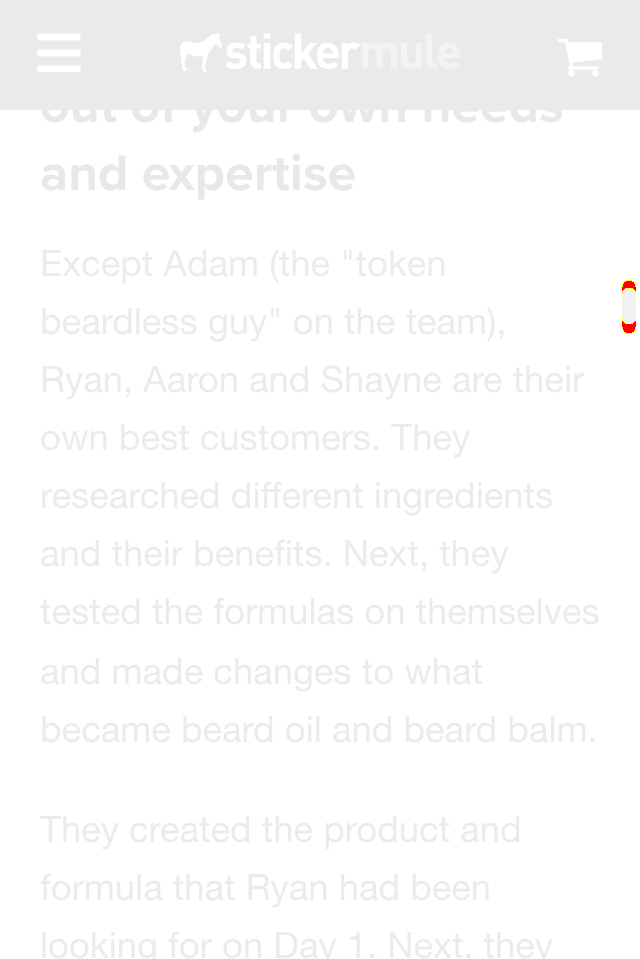 stickermule
out of your own needs
and expertise
Except Adam (the "token
beardless guy" on the team),
Ryan, Aaron and Shayne are their
own best customers. They
researched different ingredients
and their benefits. Next, they
tested the formulas on themselves
and made changes to what
became beard oil and beard balm.
They created the product and
formula that Ryan had been
looking for on Day 1. Next, they